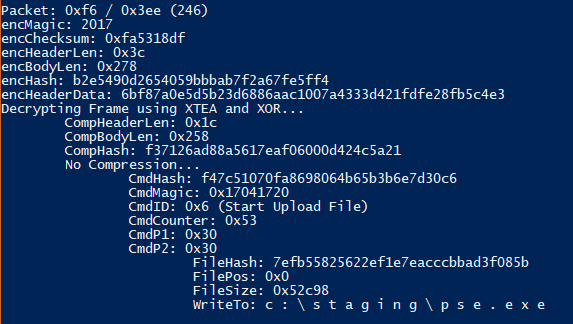 Packet: 0xf6 / 0x3ee (246)
encMagic: 2017
encChecksum: 0xfa5318df
encHeaderLen: 0x3c
encBodyLen: 0x278
encHash: b2e5490d2654059bbbab7f2a67fe5ff4
encHeaderData: 6bf87a0e5d5b23d6886aac1007a4333d421fdfe28fb5c4e3
Decrypting Frame using XTEA and XOR...
CompHeaderLen: 0x1c
CompBodyLen: 0x258
CompHash: f37126ad88a5617eaf06000d424c5a21
No Compression...
CmdHash: f47c51070fa8698064b65b3b6e7d30c6
CmdMagic: 0x17041720
CmdID: 0x6 (Start Upload File)
CmdCounter: 0x53
CmdP1: 0x30
CmdP2: 0x30
FileHash: 7efb55825622ef1e7eacccbbad3f085b
FilePos: 0x0
FileSize: 0x52c98
WriteTo: c : \ s t a g i n g \ p s e . e x e